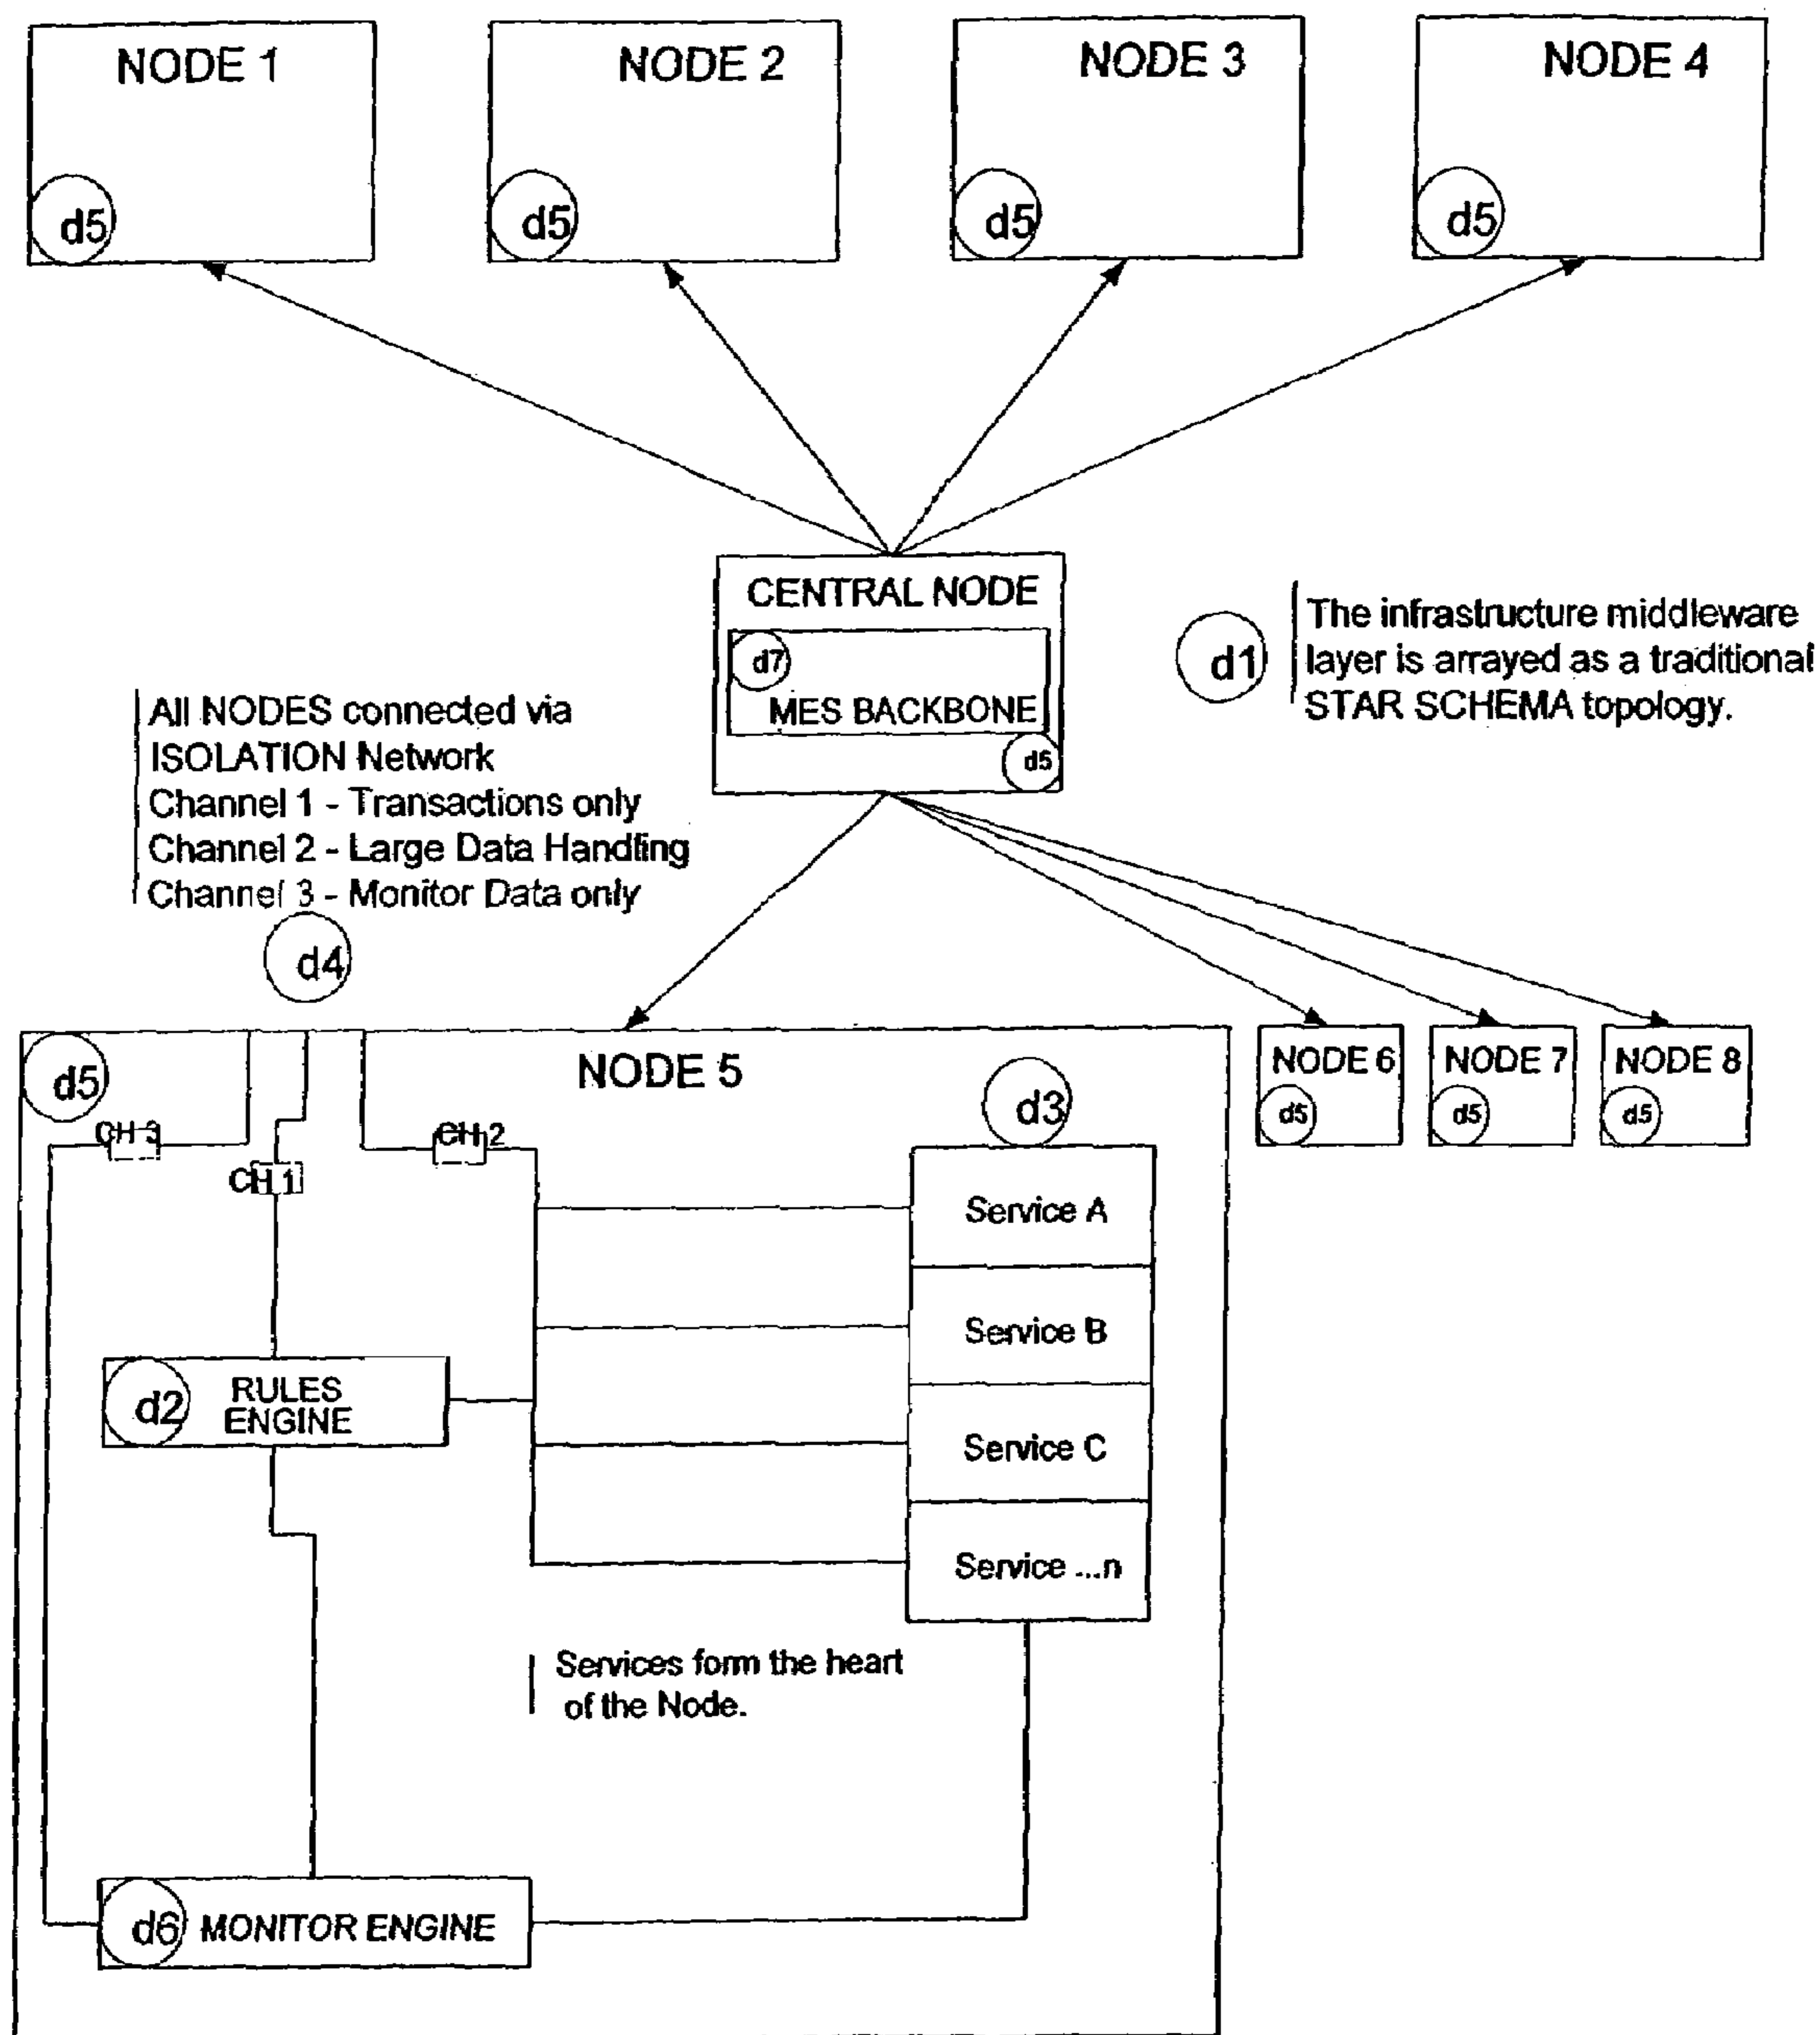 NODE 1
NODE 2
NODE 3
NODE 4
d5
d5
d5
d5
CENTRAL NODE
d7
MES BACKBONE
d5
d1
The infrastructure middleware
layer is arrayed as a traditional
STAR SCHEMA topology.
All NODES connected via
ISOLATION Network
Channel 1 - Transactions only
Channel 2 - Large Data Handling
Channel 3 - Monitor Data only
d4
d5
NODE 5
d3
NODE 6
NODE 7
NODE 8
d5
d5
d5
CH 3
CH 1
CH 2
Service A
Service B
Service C
Service ...n
d2
RULES
ENGINE
Services form the heart
of the Node.
d6
MONITOR ENGINE